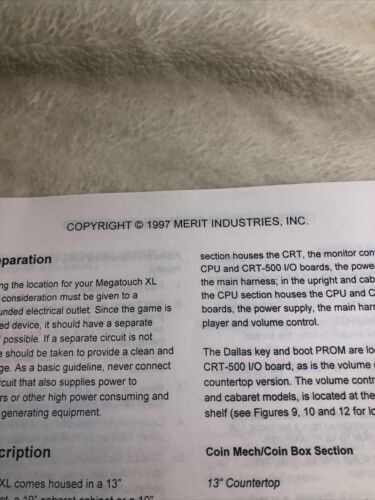 COPYRIGHT © 1997 MERIT INDUSTRIES, INC.
eparation
ng the location for your Megatouch XL
consideration must be given to a
unded electrical outlet. Since the game is
ed device, it should have a separate
possible. If a separate circuit is not
e should be taken to provide a clean and
ge. As a basic guideline, never connect
rcuit that also supplies power to
rs or other high power consuming and
generating equipment.
cription
XL comes housed in a 13"
section houses the CRT, the monitor cont
CPU and CRT-500 I/O boards, the powe
the main harness; in the upright and cab
the CPU section houses the CPU and C
boards, the power supply, the main harn
player and volume control.
The Dallas key and boot PROM are lo
CRT-500 I/O board, as is the volume
countertop version. The volume contr
and cabaret models, is located at the
shelf (see Figures 9, 10 and 12 for lo
Coin Mech/Coin Box Section
13" Countertop